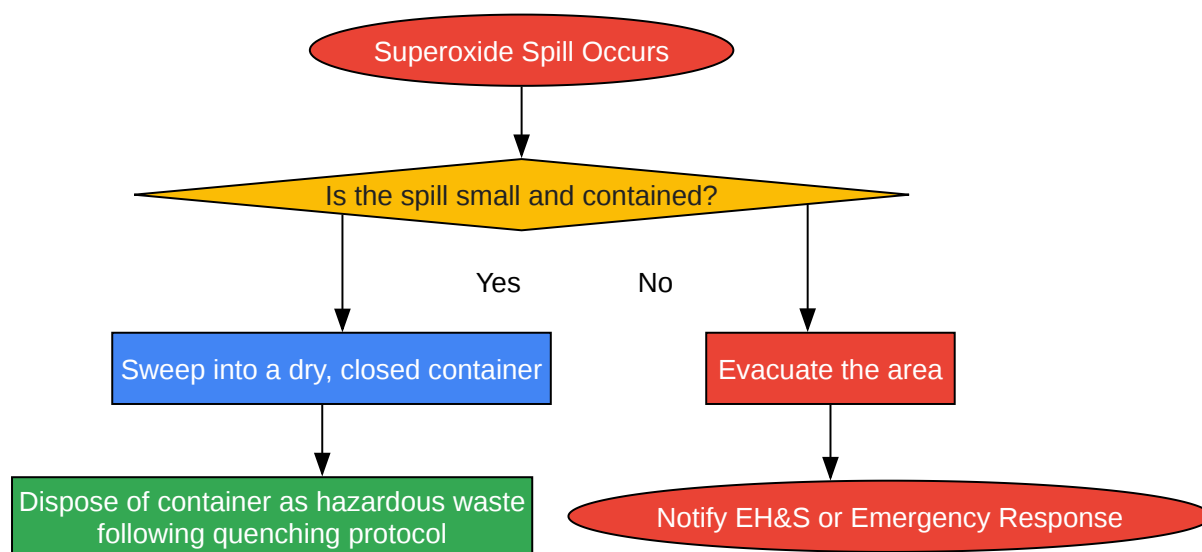 Superoxide Spill Occurs
Is the spill small and contained?
Yes
No
Sweep into a dry, closed container
Evacuate the area
Dispose of container as hazardous waste
following quenching protocol
Notify EH&S or Emergency Response